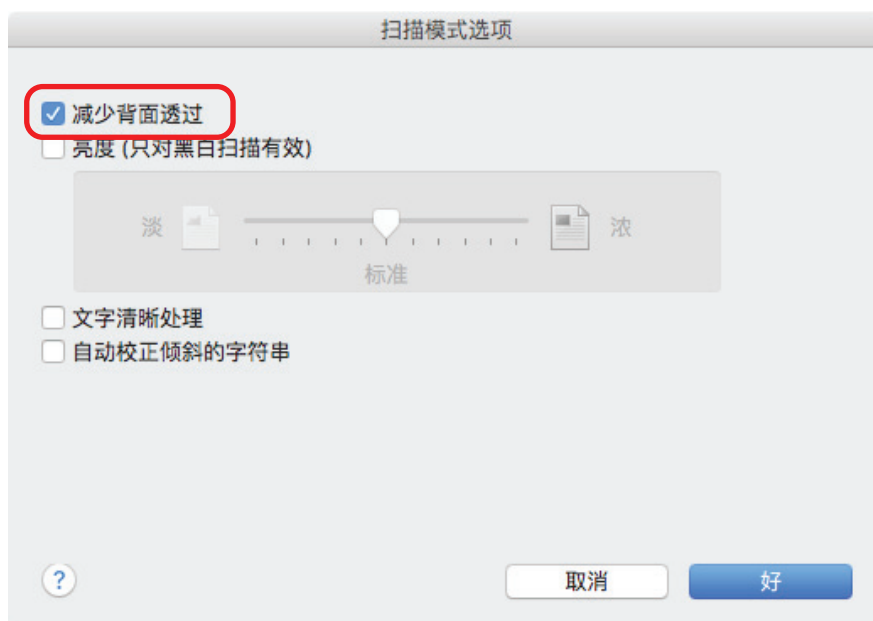 扫描模式选项
减少背面透过
亮度 (只对黑白扫描有效)
淡 浓
标准
文字清晰处理
自动校正倾斜的字符串
? 取消 好